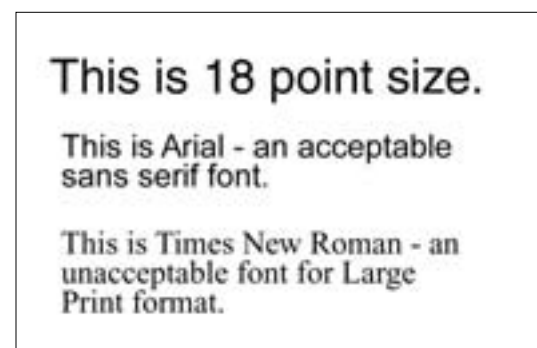 This is 18 point size.
This is Arial - an acceptable
sans serif font.
This is Times New Roman - an
unacceptable font for Large
Print format.